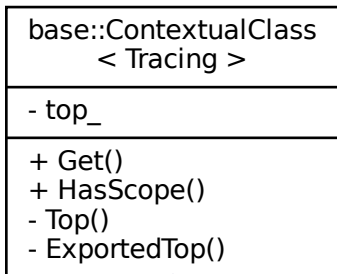 base::ContextualClass
< Tracing >
- top_
+ Get()
+ HasScope()
- Top()
- ExportedTop()